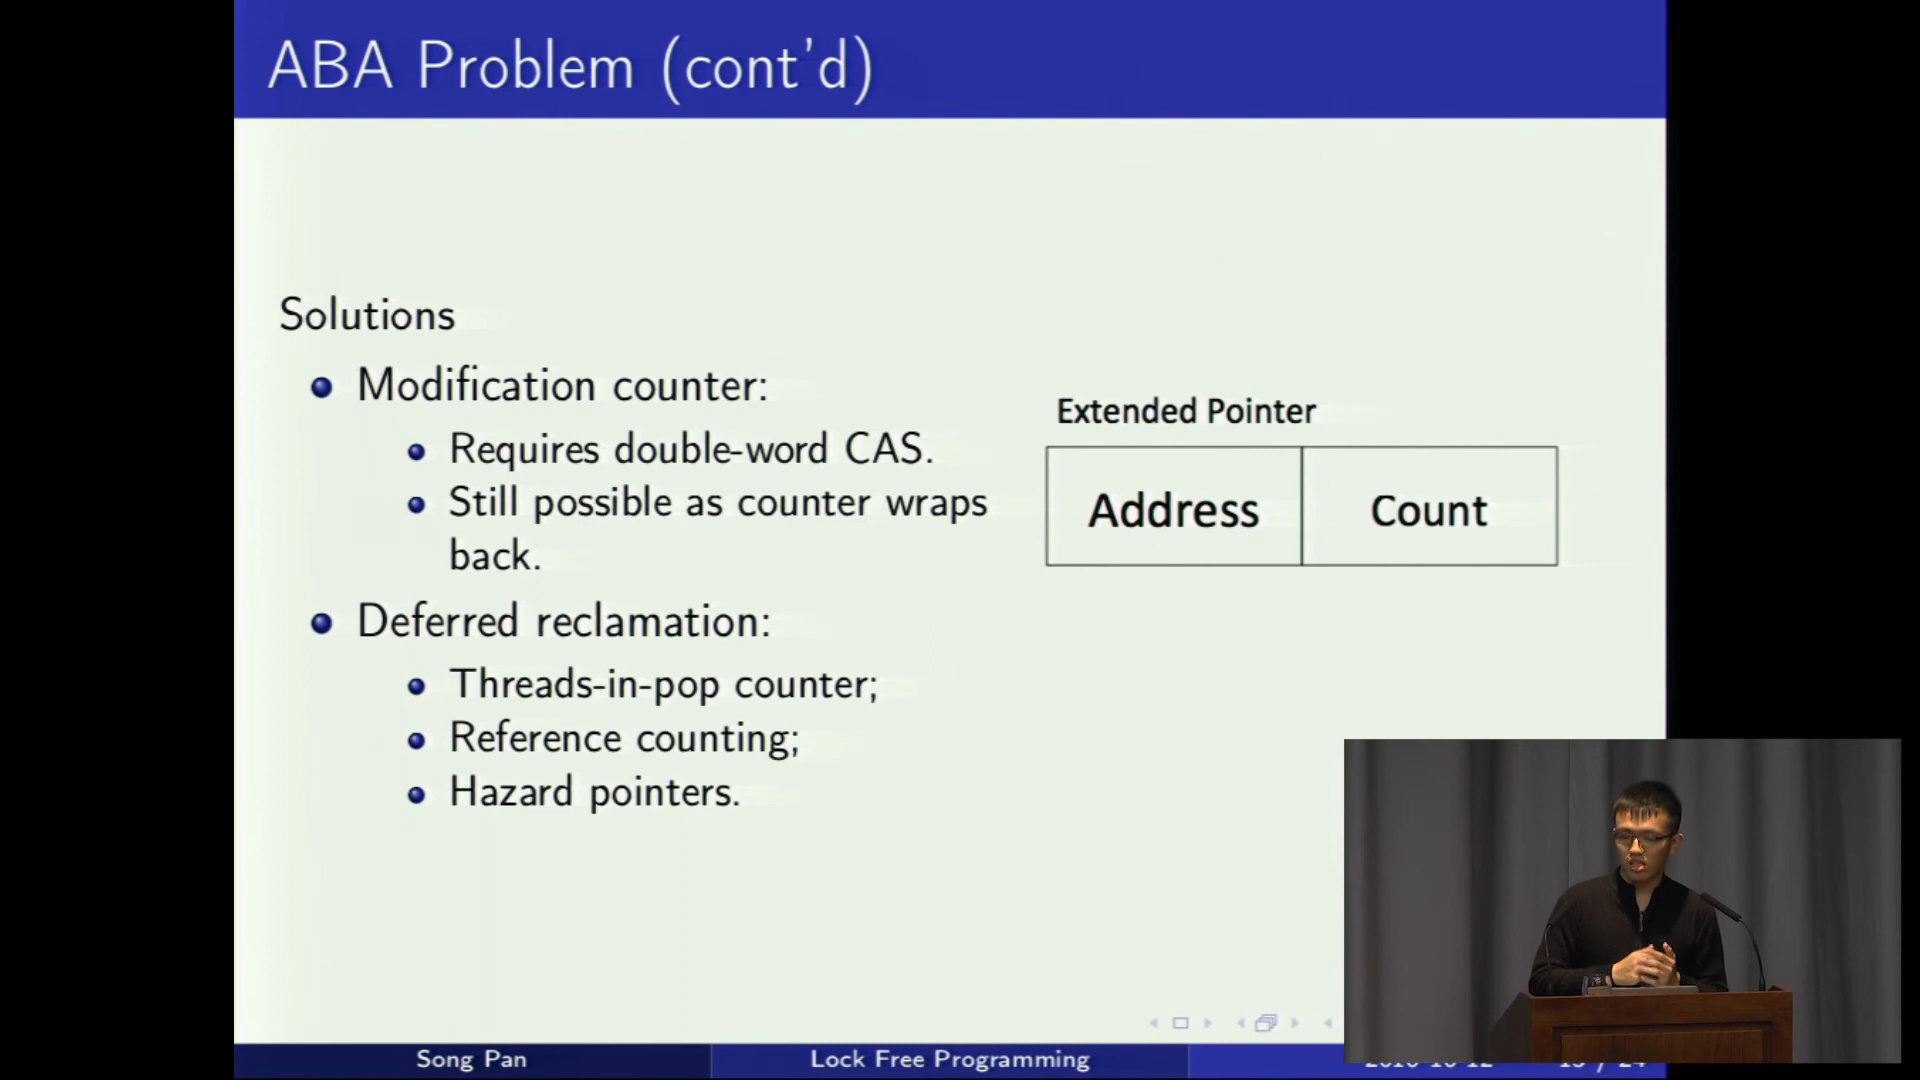 ABA Problem (cont'd)
Solutions
Modification counter:
Requires double-word CAS.
Still possible as counter wraps
back.
Deferred reclamation:
Threads-in-pop counter;
Reference counting;
Hazard pointers.
Extended Pointer
Address
Count
Song Pan
Lock Free Programming